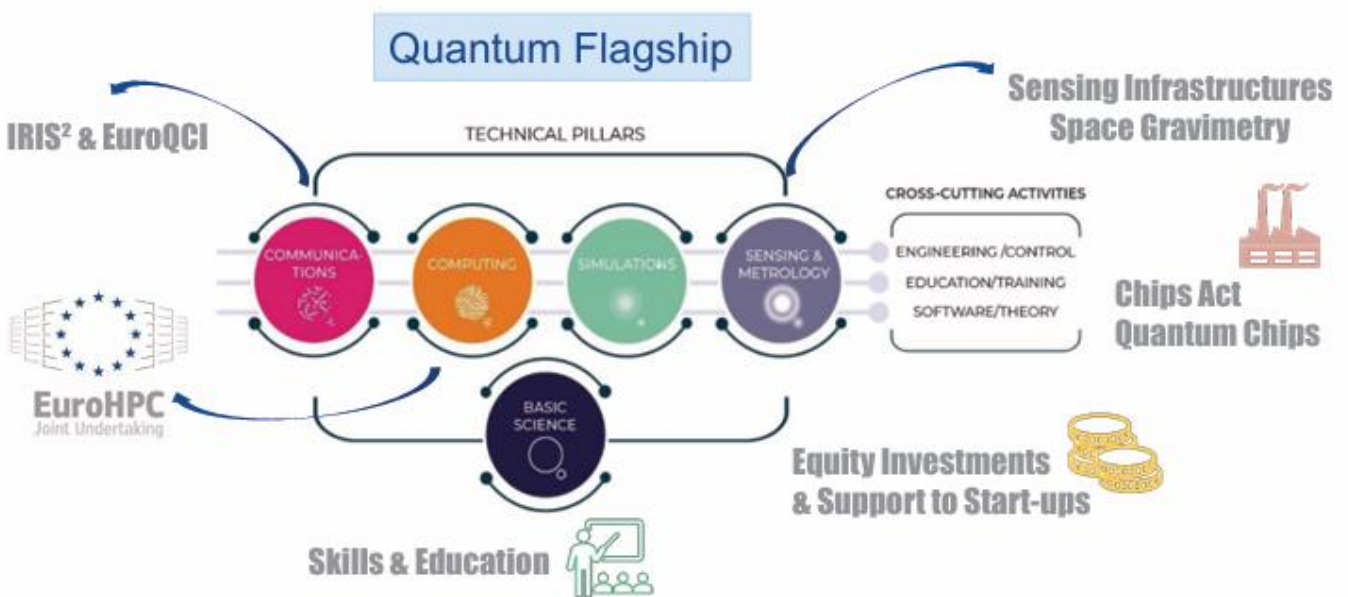 Quantum Flagship
IRIS² & EuroQCI
Sensing Infrastructures
Space Gravimetry
TECHNICAL PILLARS
COMMUNICA-
TIONS
COMPUTING
SIMULATIONS
SENSING &
METROLOGY
CROSS-CUTTING ACTIVITIES
ENGINEERING /CONTROL
EDUCATION/TRAINING
SOFTWARE/THEORY
Chips Act
Quantum Chips
EuroHPC
Joint Undertaking
BASIC
SCIENCE
Equity Investments
& Support to Start-ups
Skills & Education